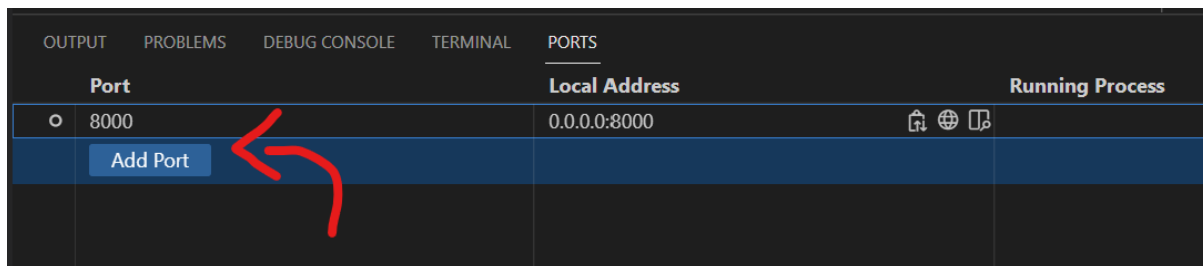 OUTPUT PROBLEMS DEBUG CONSOLE TERMINAL PORTS
Port Local Address Running Process
8000 0.0.0.0:8000
Add Port